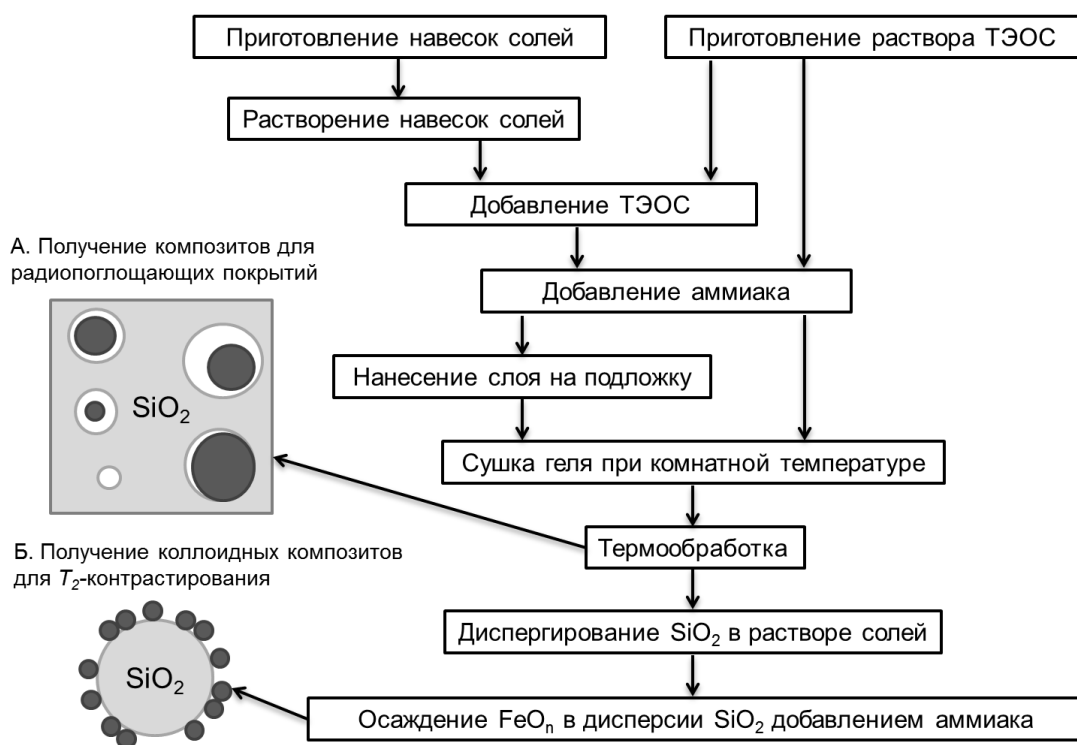 Приготовление навесок солей
Приготовление раствора ТЭОС
Растворение навесок солей
Добавление ТЭОС
А. Получение композитов для
радиопоглощающих покрытий
Добавление аммиака
Нанесение слоя на подложку
SiO₂
Сушка геля при комнатной температуре
Термообработка
Б. Получение коллоидных композитов
для T₂-контрастирования
Диспергирование SiO₂ в растворе солей
SiO₂
Осаждение FeOₙ в дисперсии SiO₂ добавлением аммиака